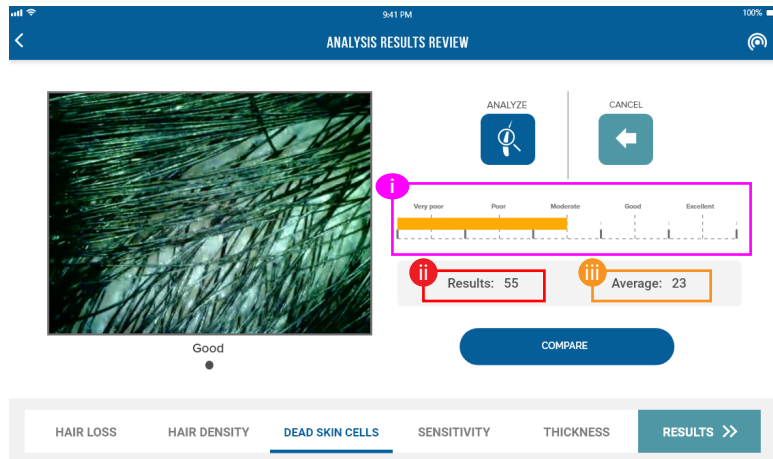 9:41 PM
100%
ANALYSIS RESULTS REVIEW
ANALYZE
CANCEL
i
Very poor Poor Moderate Good Excellent
ii
iii
Results: 55
Average: 23
Good
COMPARE
HAIR LOSS
HAIR DENSITY
DEAD SKIN CELLS
SENSITIVITY
THICKNESS
RESULTS >>